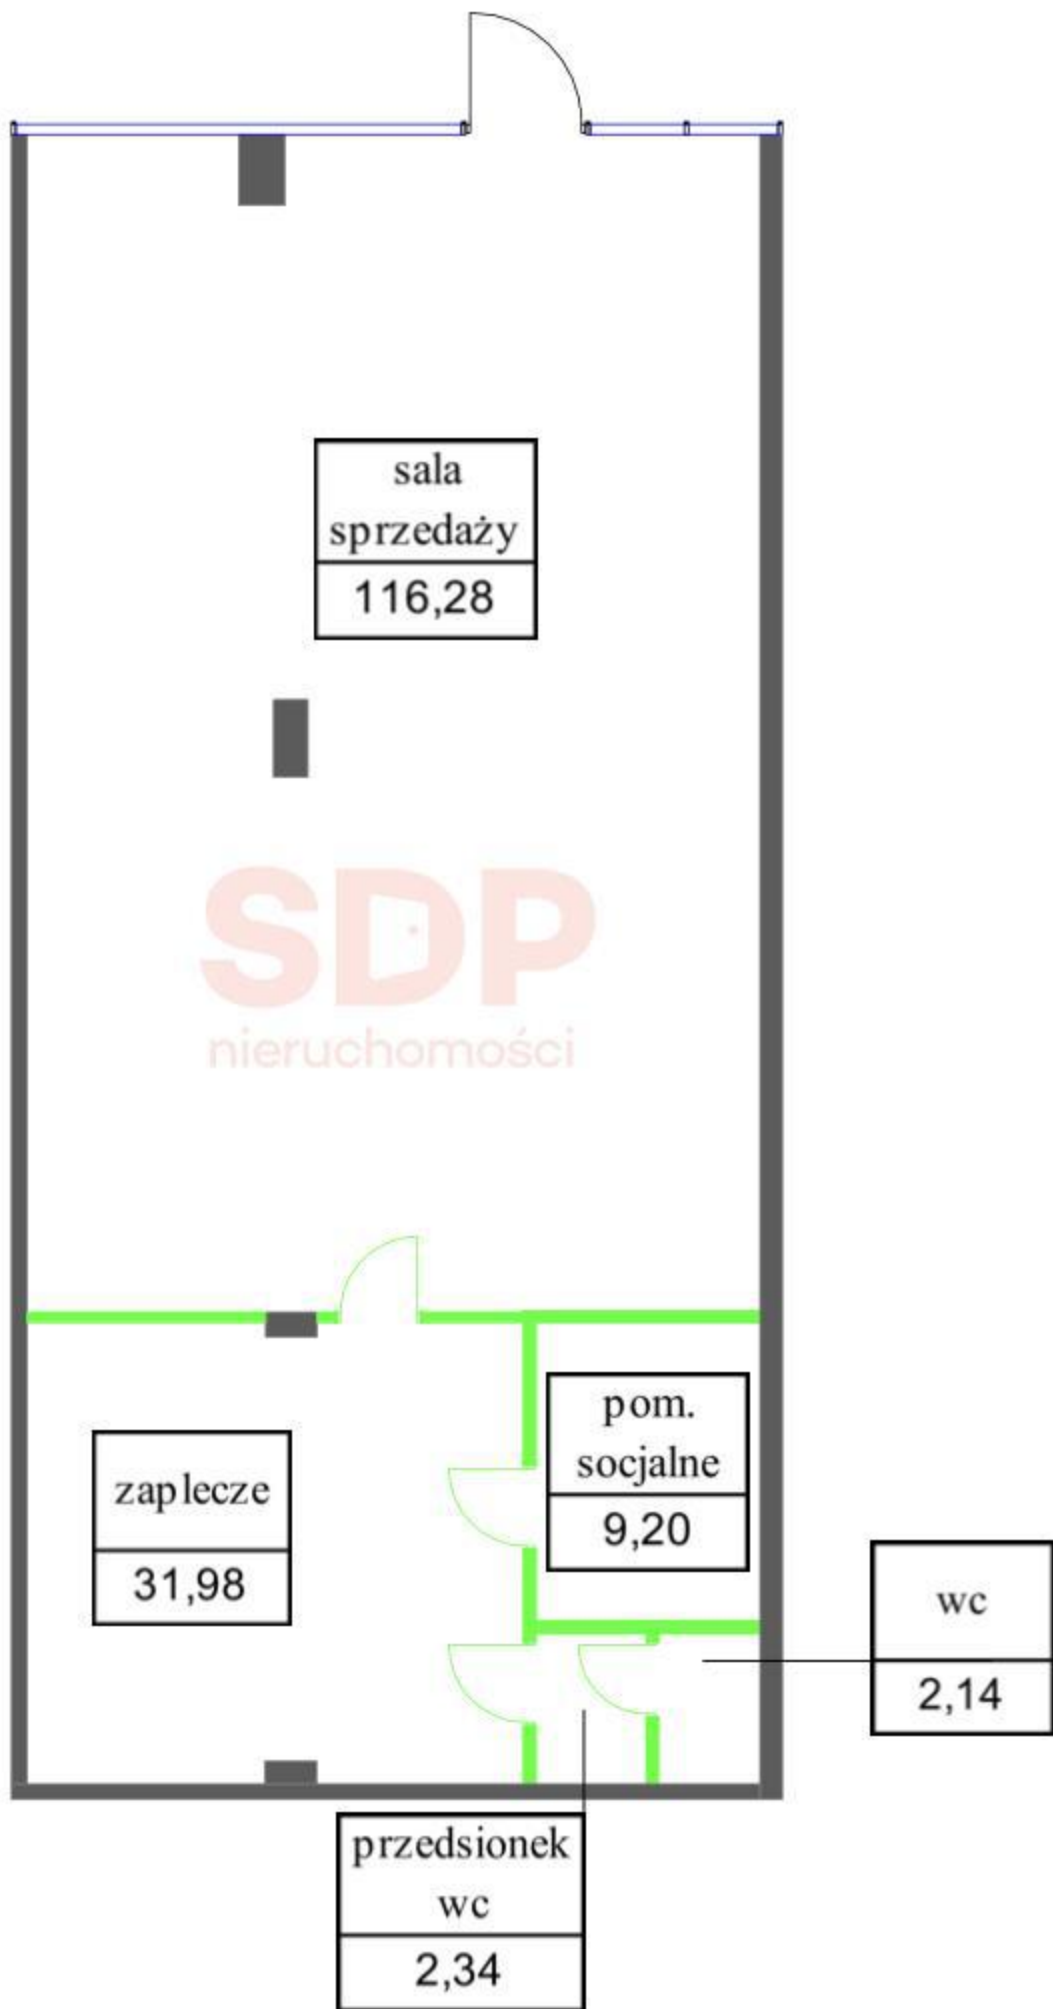 sala
sprzedaży
116,28
SDP
nieruchomości
pom.
socjalne
9,20
zaplecze
31,98
wc
2,14
przedsionek
wc
2,34